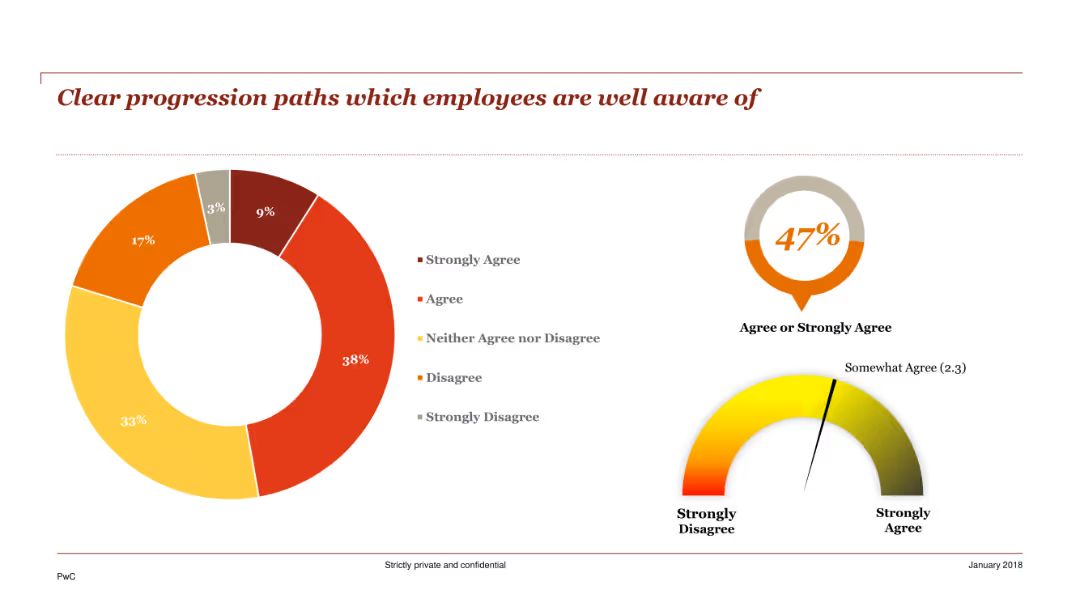 Clear progression paths which employees are well aware of
3%
9%
17%
38%
33%
Strongly Agree
Agree
Neither Agree nor Disagree
Disagree
Strongly Disagree
47%
Agree or Strongly Agree
Somewhat Agree (2.3)
Strongly
Disagree
Strongly
Agree
Strictly private and confidential
January 2018
PwC